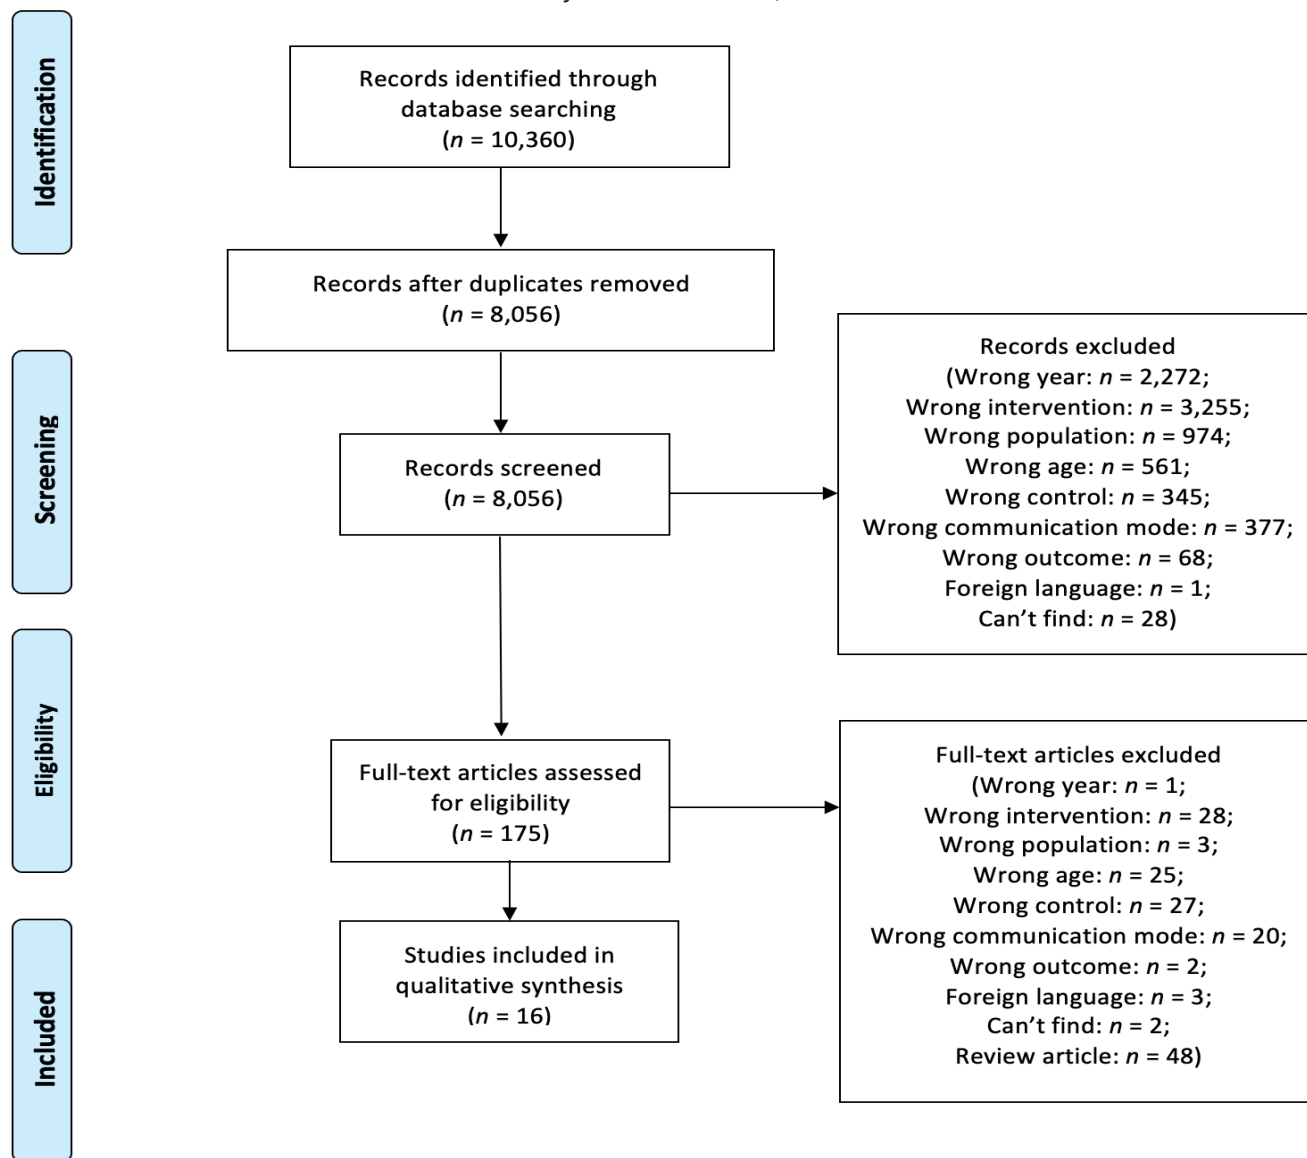 Identification
Records identified through
database searching
(n = 10,360)
Records after duplicates removed
(n = 8,056)
Screening
Records screened
(n = 8,056)
Records excluded
(Wrong year: n = 2,272;
Wrong intervention: n = 3,255;
Wrong population: n = 974;
Wrong age: n = 561;
Wrong control: n = 345;
Wrong communication mode: n = 377;
Wrong outcome: n = 68;
Foreign language: n = 1;
Can’t find: n = 28)
Eligibility
Full-text articles assessed
for eligibility
(n = 175)
Full-text articles excluded
(Wrong year: n = 1;
Wrong intervention: n = 28;
Wrong population: n = 3;
Wrong age: n = 25;
Wrong control: n = 27;
Wrong communication mode: n = 20;
Wrong outcome: n = 2;
Foreign language: n = 3;
Can’t find: n = 2;
Review article: n = 48)
Included
Studies included in
qualitative synthesis
(n = 16)